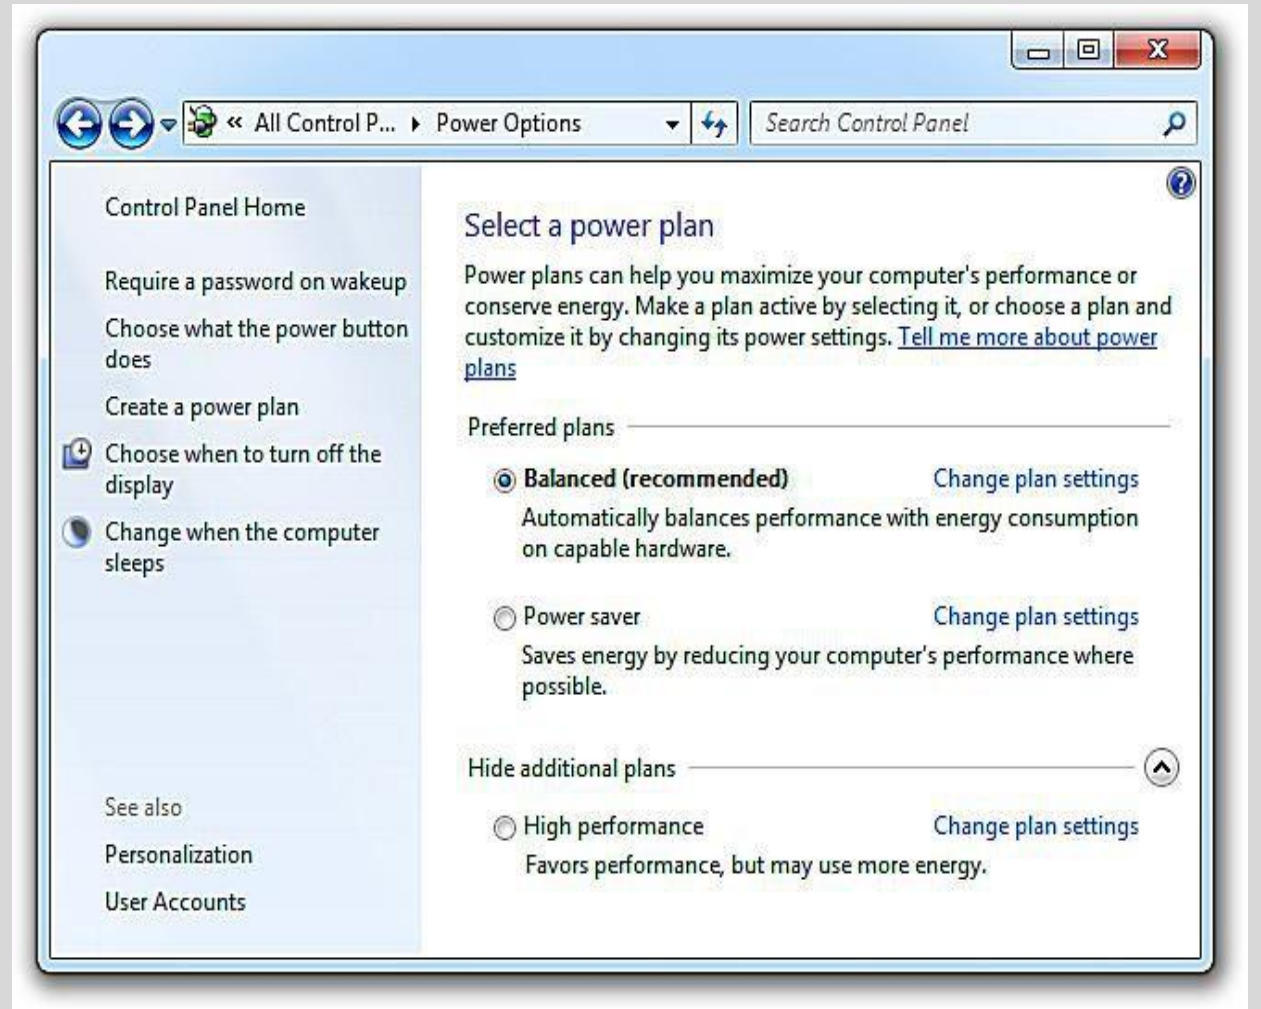 « All Control P... Power Options
Search Control Panel
Control Panel Home
Require a password on wakeup
Choose what the power button
does
Create a power plan
Choose when to turn off the
display
Change when the computer
sleeps
See also
Personalization
User Accounts
Select a power plan
Power plans can help you maximize your computer's performance or
conserve energy. Make a plan active by selecting it, or choose a plan and
customize it by changing its power settings. Tell me more about power
plans
Preferred plans
Balanced (recommended) Change plan settings
Automatically balances performance with energy consumption
on capable hardware.
Power saver Change plan settings
Saves energy by reducing your computer's performance where
possible.
Hide additional plans
High performance Change plan settings
Favors performance, but may use more energy.